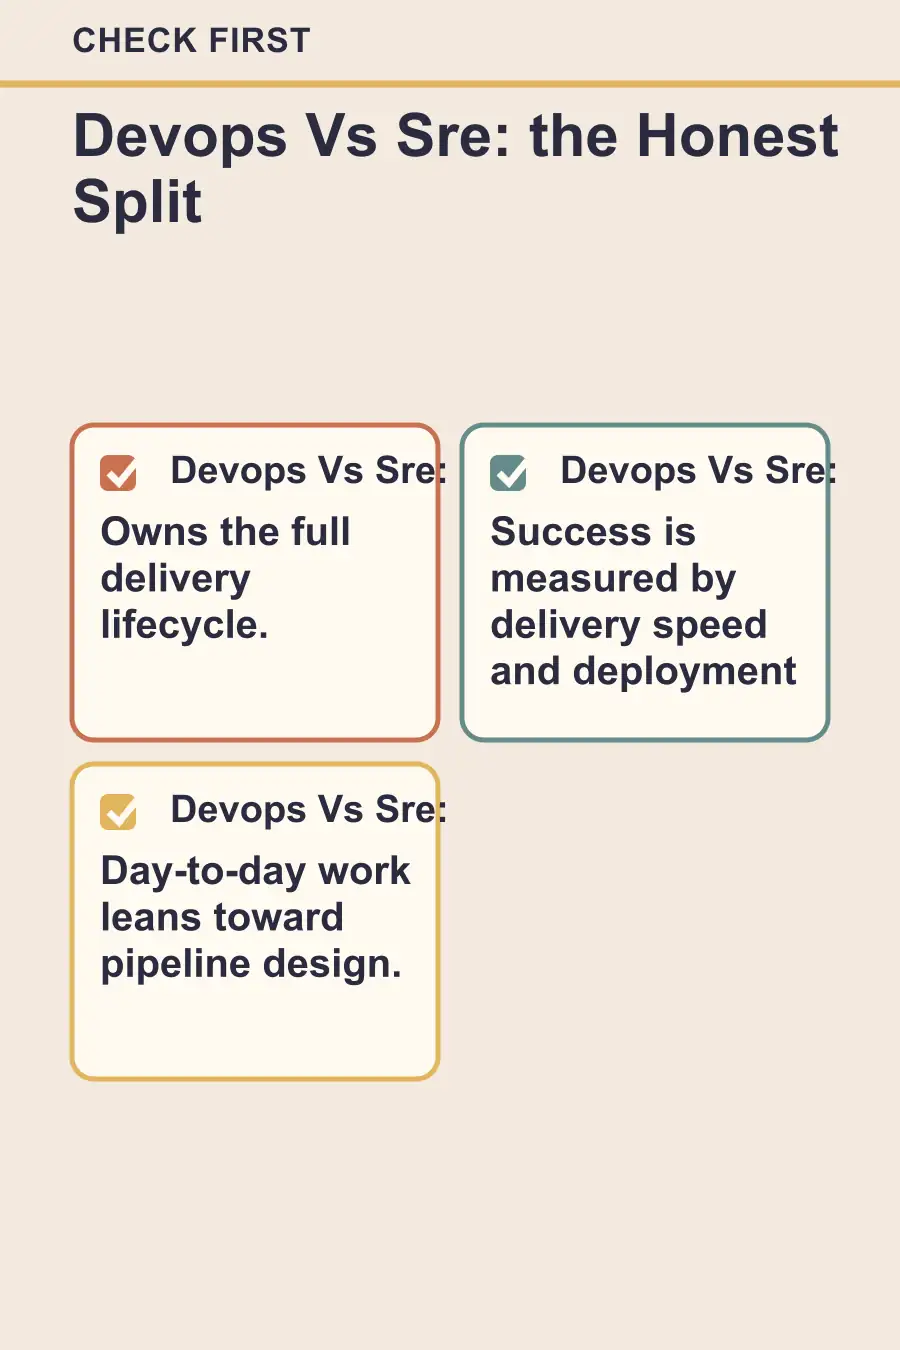 CHECK FIRST
Devops Vs Sre: the Honest
Split
Devops Vs Sre:
Owns the full
delivery
lifecycle.
Devops Vs Sre:
Success is
measured by
delivery speed
and deployment
Devops Vs Sre:
Day-to-day work
leans toward
pipeline design.